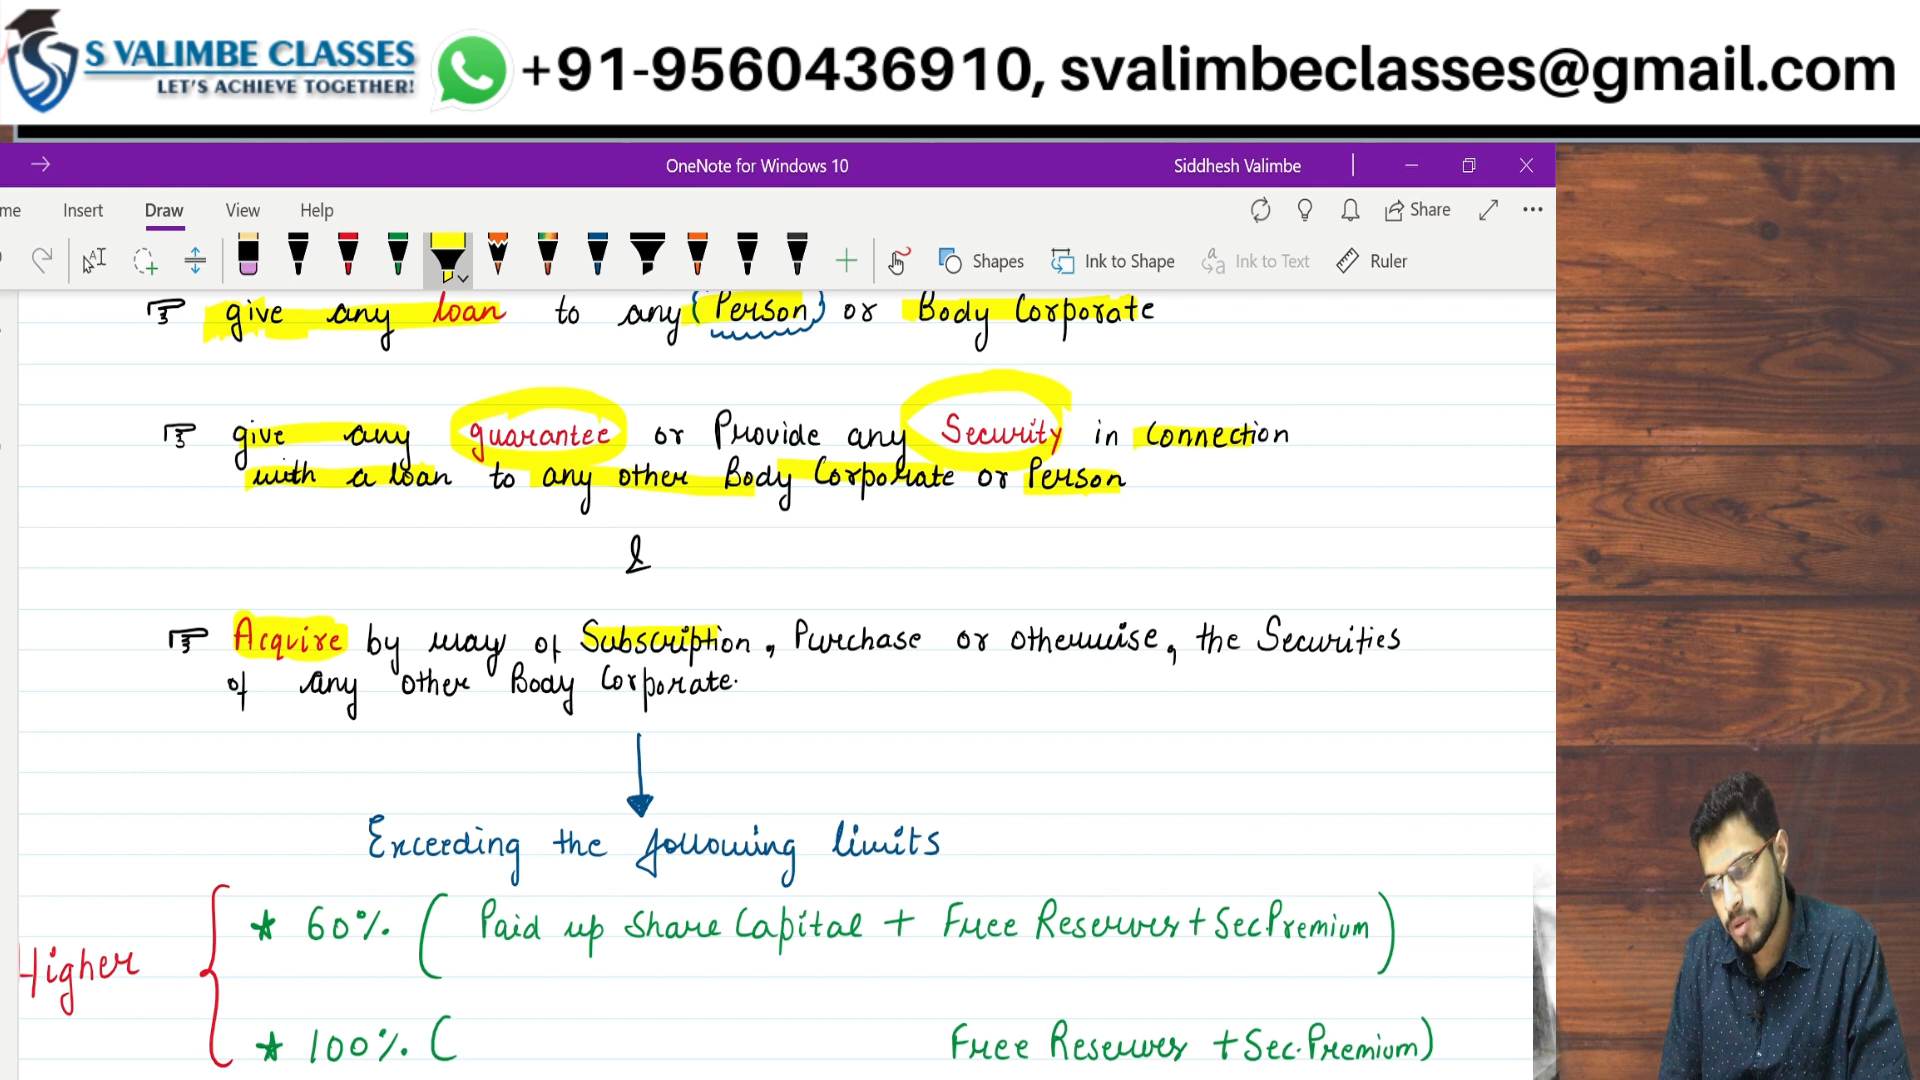 S VALIMBE CLASSES
LET'S ACHIEVE TOGETHER!
+91-9560436910, svalimbeclasses@gmail.com
OneNote for Windows 10
Siddhesh Valimbe
me Insert Draw View Help
Share
Shapes Ink to Shape Ink to Text Ruler
give any loan to any (Person) or Body Corporate
give any guarantee or Provide any Security in connection
with a loan to any other Body Corporate or Person
&
Acquire by way of Subscription, Purchase or otherwise, the Securities
of any other Body Corporate.
Exceeding the following limits
Higher
* 60% ( Paid up Share Capital + Free Reserves + Sec Premium )
* 100% ( Free Reserves + Sec. Premium)